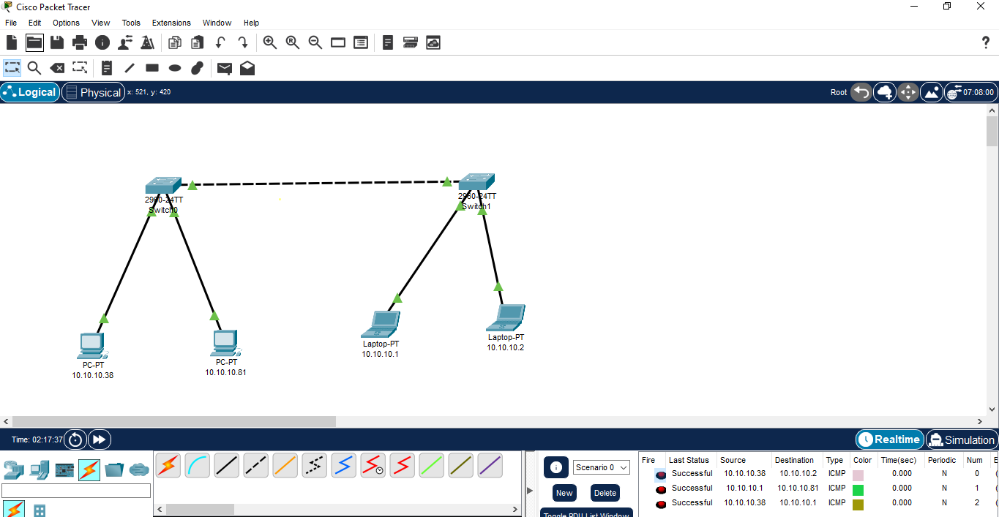 Cisco Packet Tracer
File Edit Options View Tools Extensions Window Help
?
Logical Physical x: 521, y: 420 Root 07:08:00
2960-24TT
Switch0
2960-24TT
Switch1
PC-PT
10.10.10.38
PC-PT
10.10.10.81
Laptop-PT
10.10.10.1
Laptop-PT
10.10.10.2
Time: 02:17:37 Realtime Simulation
Scenario 0
New Delete
Toggle PDU List Window
Fire Last Status Source Destination Type Color Time(sec) Periodic Num
Successful 10.10.10.38 10.10.10.2 ICMP 0.000 N 0 (
Successful 10.10.10.1 10.10.10.81 ICMP 0.000 N 1 (
Successful 10.10.10.38 10.10.10.1 ICMP 0.000 N 2 (